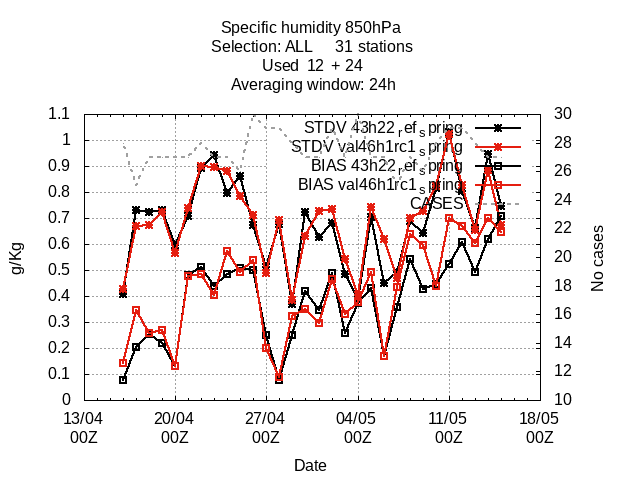 Specific humidity 850hPa
Selection: ALL 31 stations
Used 12 + 24
Averaging window: 24h
STDV 43h22_ref_spring
STDV val46h1rc1_spring
BIAS 43h22_ref_spring
BIAS val46h1rc1_spring
CASES
1.1
1
0.9
0.8
0.7
0.6
0.5
0.4
0.3
0.2
0.1
0
g/Kg
30
28
26
24
22
20
18
16
14
12
10
No cases
13/04 20/04 27/04 04/05 11/05 18/05
00Z 00Z 00Z 00Z 00Z 00Z
Date